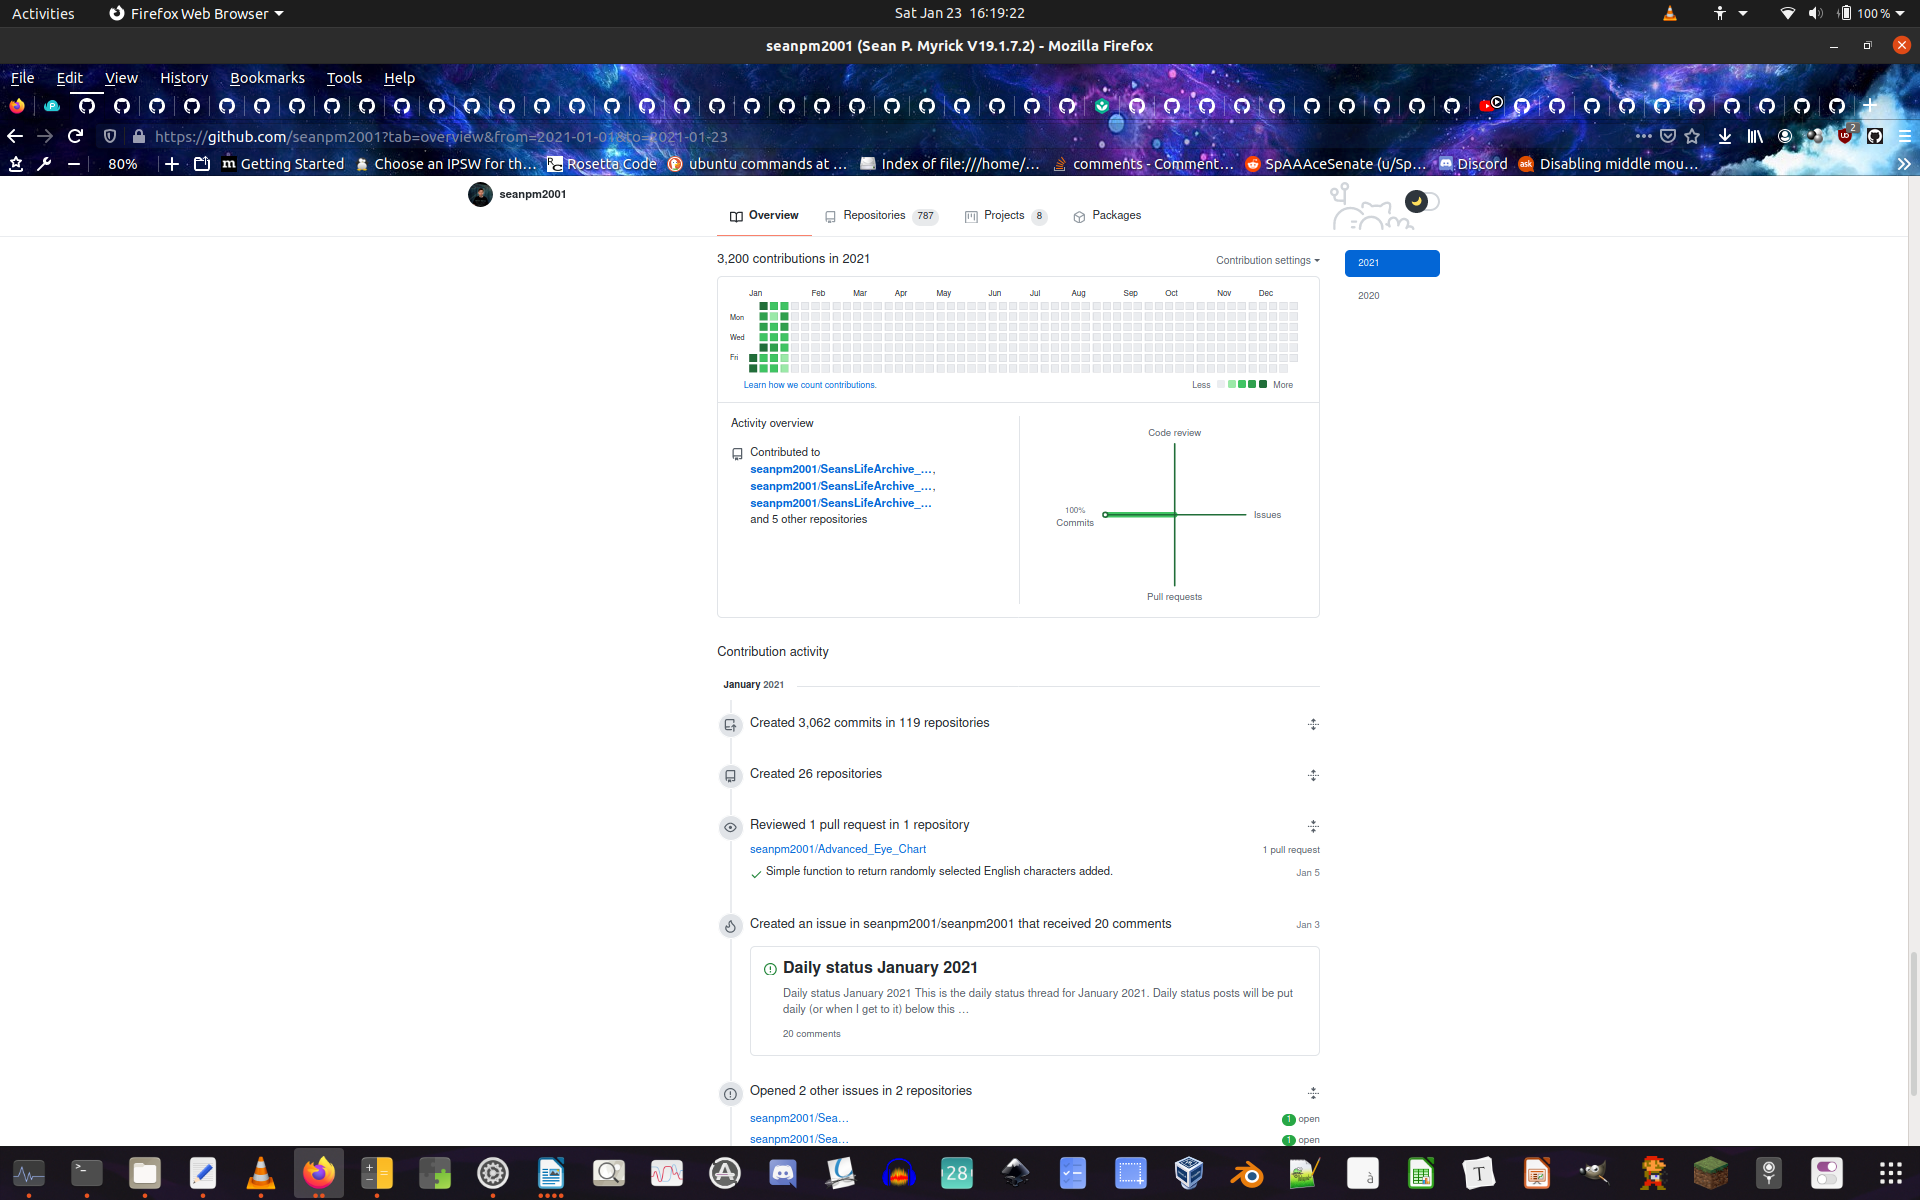 Activities
Firefox Web Browser
Sat Jan 23 16:19:22
100 %
seanpm2001 (Sean P. Myrick V19.1.7.2) - Mozilla Firefox
File Edit View History Bookmarks Tools Help
https://github.com/seanpm2001?tab=overview&from=2021-01-01&to=2021-01-23
2
80%
Getting Started
Choose an IPSW for th…
Rosetta Code
ubuntu commands at …
Index of file:///home/…
comments - Comment…
SpAAAceSenate (u/Sp…
Discord
Disabling middle mou…
seanpm2001
Overview
Repositories 787
Projects 8
Packages
3,200 contributions in 2021
Contribution settings
2021
2020
Jan Feb Mar Apr May Jun Jul Aug Sep Oct Nov Dec
Mon
Wed
Fri
Learn how we count contributions.
Less More
Activity overview
Contributed to
seanpm2001/SeansLifeArchive_…,
seanpm2001/SeansLifeArchive_…,
seanpm2001/SeansLifeArchive_…
and 5 other repositories
Code review
100%
Commits
Issues
Pull requests
Contribution activity
January 2021
Created 3,062 commits in 119 repositories
Created 26 repositories
Reviewed 1 pull request in 1 repository
seanpm2001/Advanced_Eye_Chart
1 pull request
Simple function to return randomly selected English characters added.
Jan 5
Created an issue in seanpm2001/seanpm2001 that received 20 comments
Jan 3
Daily status January 2021
Daily status January 2021 This is the daily status thread for January 2021. Daily status posts will be put
daily (or when I get to it) below this …
20 comments
Opened 2 other issues in 2 repositories
seanpm2001/Sea…
1 open
seanpm2001/Sea…
1 open
28
à
T